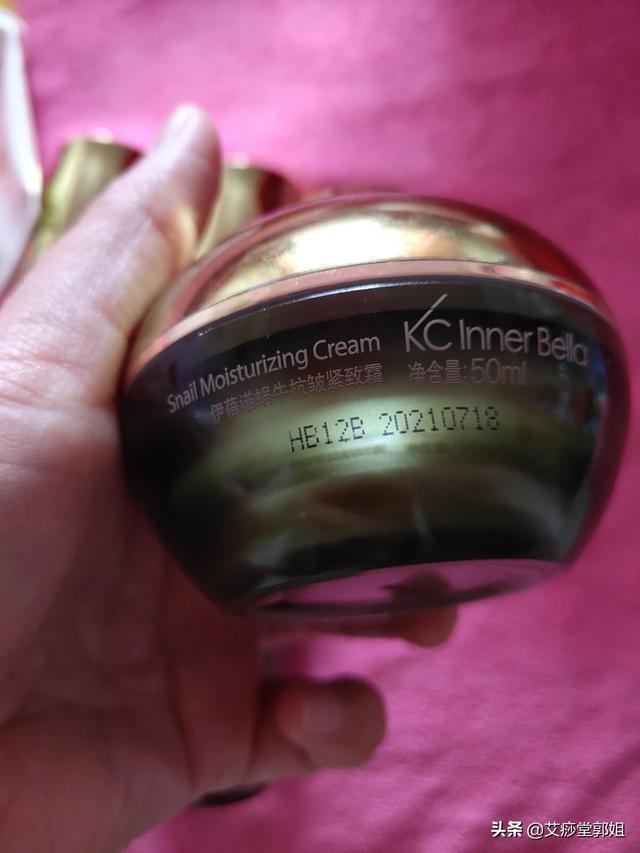 KC Inner Bella
Snail Moisturizing Cream
伊蓓诺蜗牛抗皱紧致霜 净含量:50ml
HB12B 20210718
头条 @艾痧堂郭姐